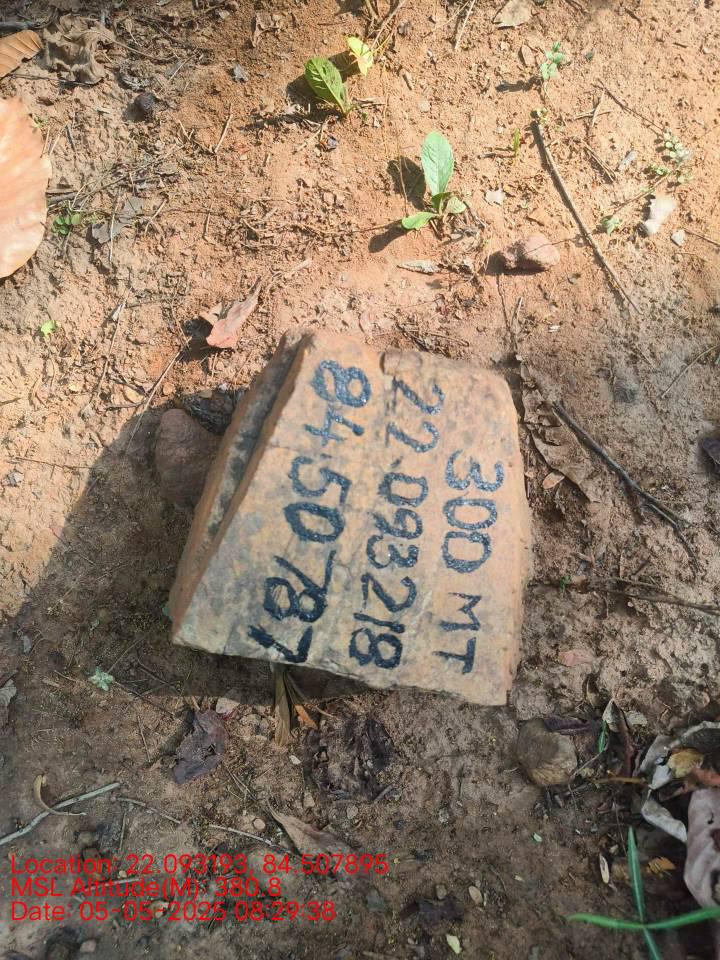 300 MT
22.093218
84.50787
Location: 22.093193, 84.507895
MSL Altitude(M): 380.8
Date: 05-05-2025 08:29:38